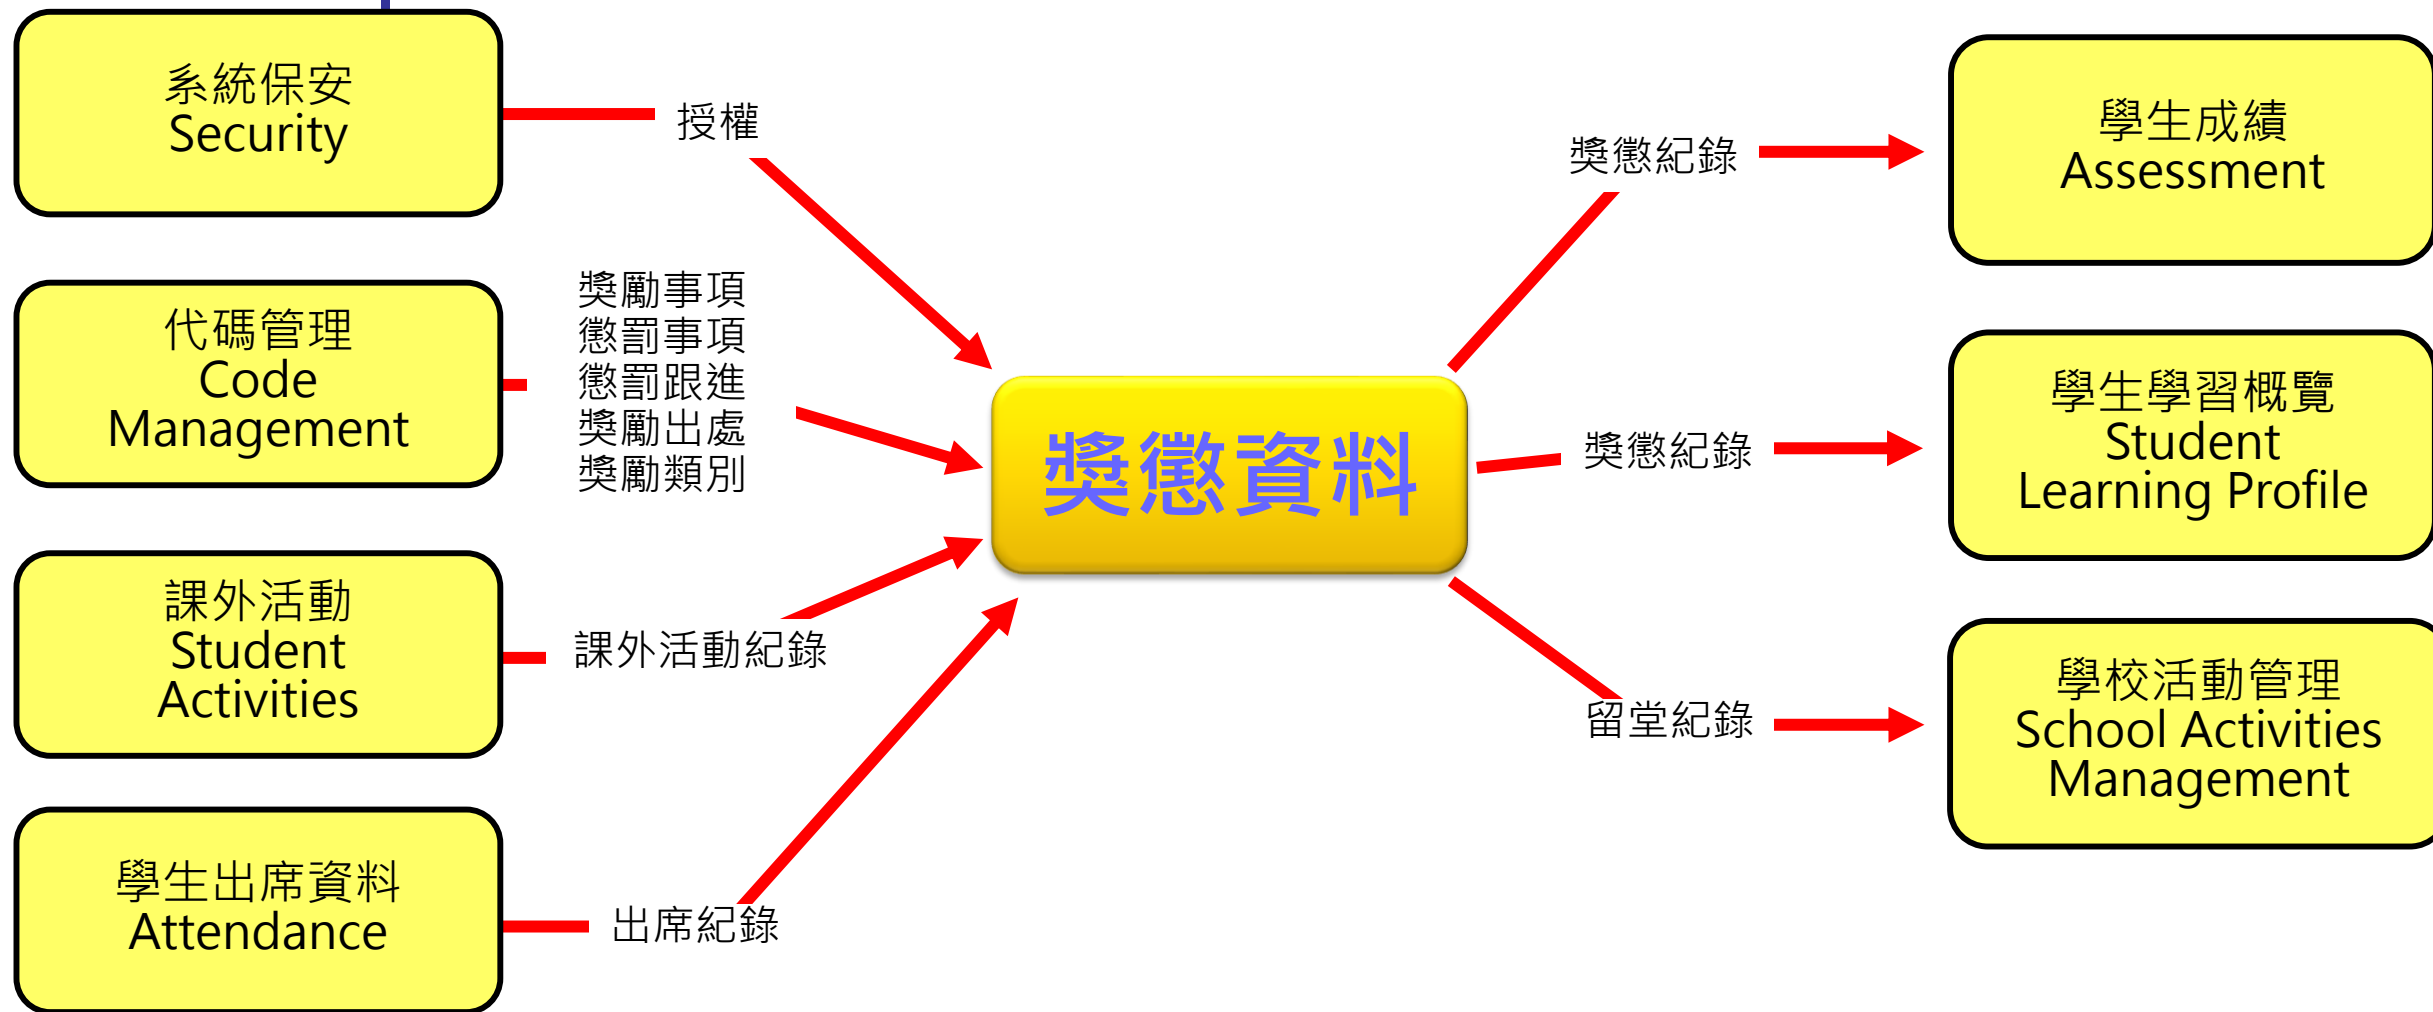 系統保安
Security
授權
代碼管理
Code
Management
獎勵事項
懲罰事項
懲罰跟進
獎勵出處
獎勵類別
課外活動
Student
Activities
課外活動紀錄
學生出席資料
Attendance
出席紀錄
獎懲資料
獎懲紀錄
學生成績
Assessment
獎懲紀錄
學生學習概覽
Student
Learning Profile
留堂紀錄
學校活動管理
School Activities
Management